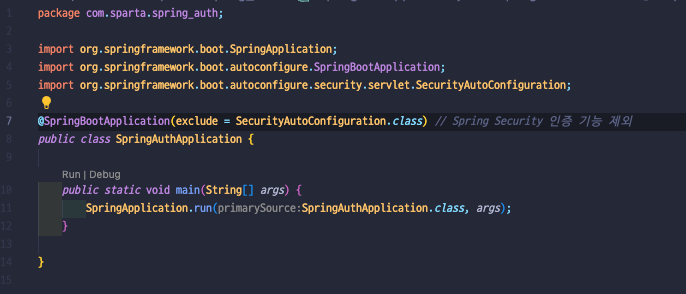 1 package com.sparta.spring_auth;
2
3 import org.springframework.boot.SpringApplication;
4 import org.springframework.boot.autoconfigure.SpringBootApplication;
5 import org.springframework.boot.autoconfigure.security.servlet.SecurityAutoConfiguration;
6
7 @SpringBootApplication(exclude = SecurityAutoConfiguration.class) // Spring Security 인증 기능 제외
8 public class SpringAuthApplication {
9
Run | Debug
10 public static void main(String[] args) {
11 SpringApplication.run(primarySource:SpringAuthApplication.class, args);
12 }
13
14 }
15